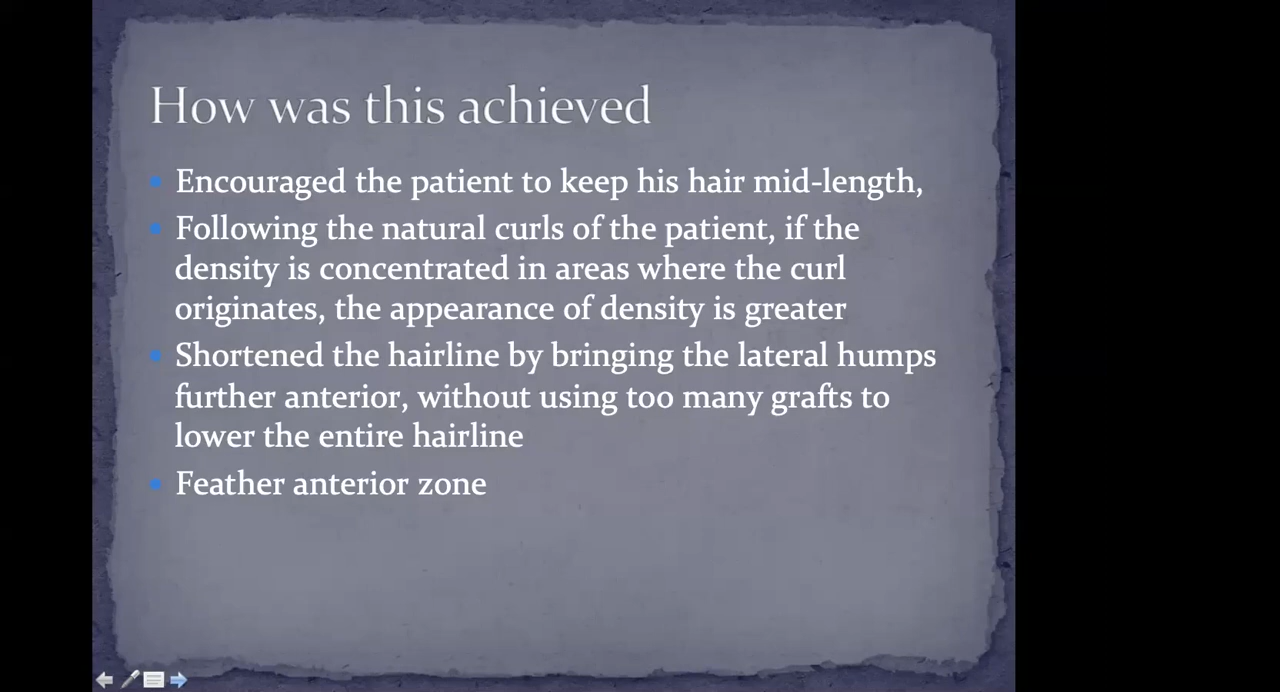 How was this achieved
Encouraged the patient to keep his hair mid-length,
Following the natural curls of the patient, if the
density is concentrated in areas where the curl
originates, the appearance of density is greater
Shortened the hairline by bringing the lateral humps
further anterior, without using too many grafts to
lower the entire hairline
Feather anterior zone